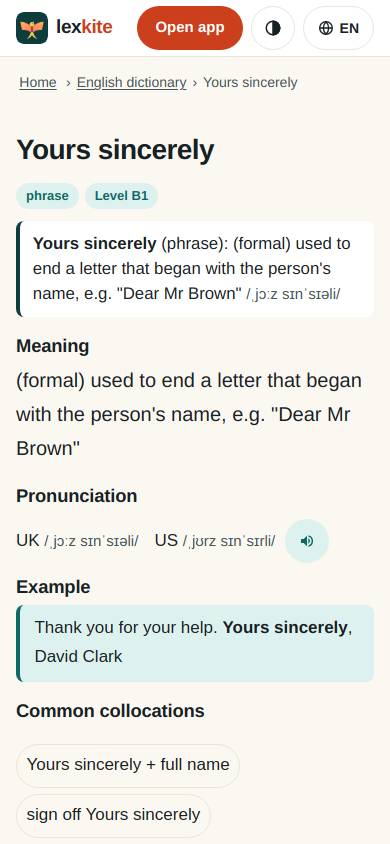 lexkite
Open app
EN
Home › English dictionary › Yours sincerely
Yours sincerely
phrase
Level B1
Yours sincerely (phrase): (formal) used to
end a letter that began with the person's
name, e.g. "Dear Mr Brown" /ˌjɔːz sɪnˈsɪəli/
Meaning
(formal) used to end a letter that began
with the person's name, e.g. "Dear Mr
Brown"
Pronunciation
UK /ˌjɔːz sɪnˈsɪəli/ US /ˌjʊrz sɪnˈsɪrli/
Example
Thank you for your help. Yours sincerely,
David Clark
Common collocations
Yours sincerely + full name
sign off Yours sincerely